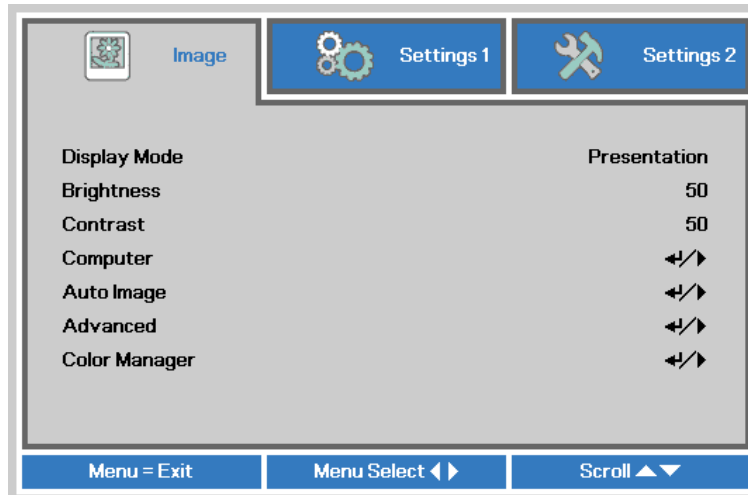 Image Settings 1 Settings 2
Display Mode Presentation
Brightness 50
Contrast 50
Computer ↵/▶
Auto Image ↵/▶
Advanced ↵/▶
Color Manager ↵/▶
Menu = Exit Menu Select ◀ ▶ Scroll ▲▼